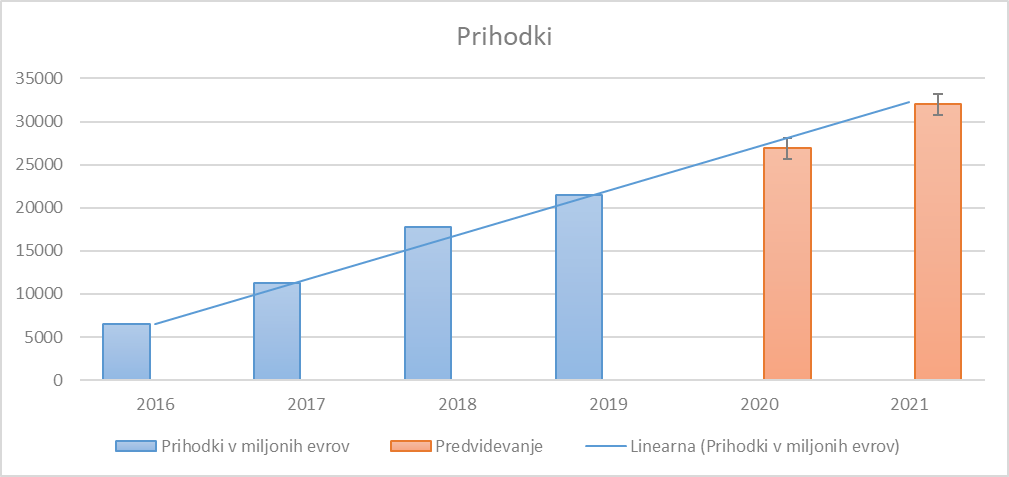 Prihodki
35000
30000
25000
20000
15000
10000
5000
0
2016 2017 2018 2019 2020 2021
Prihodki v miljonih evrov Predvidevanje Linearna (Prihodki v miljonih evrov)